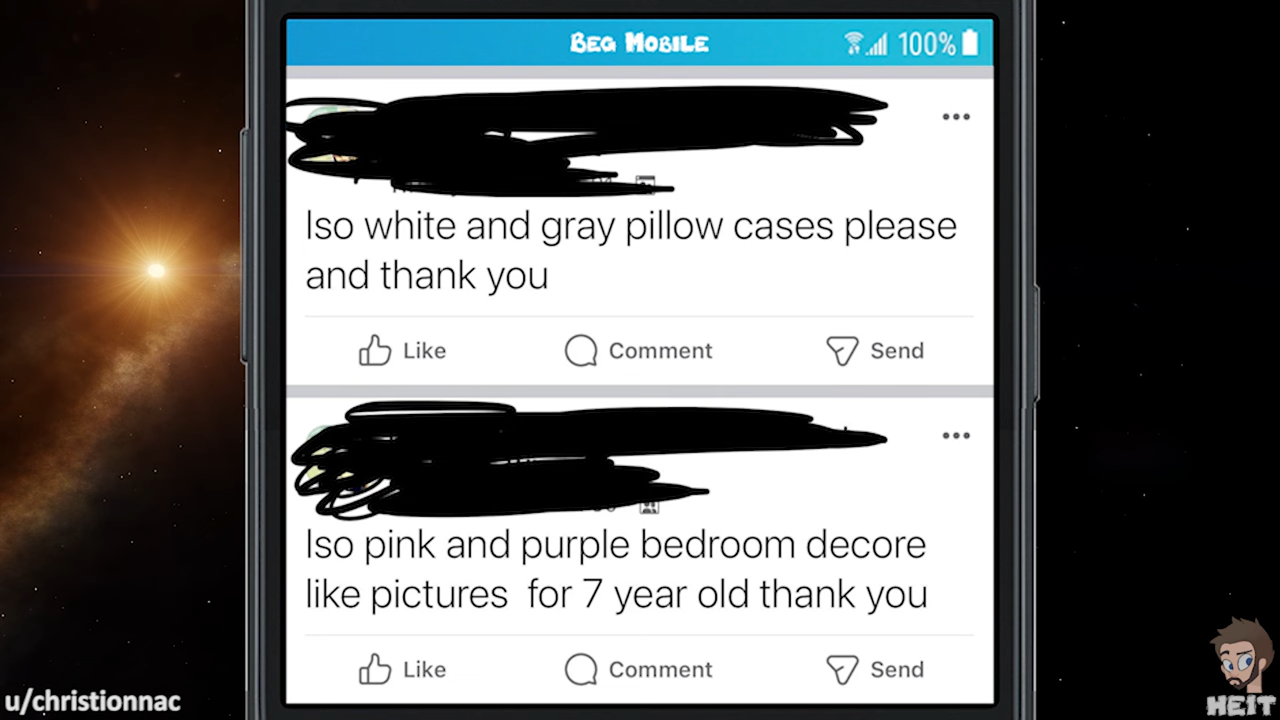 BEG MOBILE
100%
Iso white and gray pillow cases please
and thank you
Like
Comment
Send
Iso pink and purple bedroom decore
like pictures  for 7 year old thank you
Like
Comment
Send
u/christionnac
HEIT